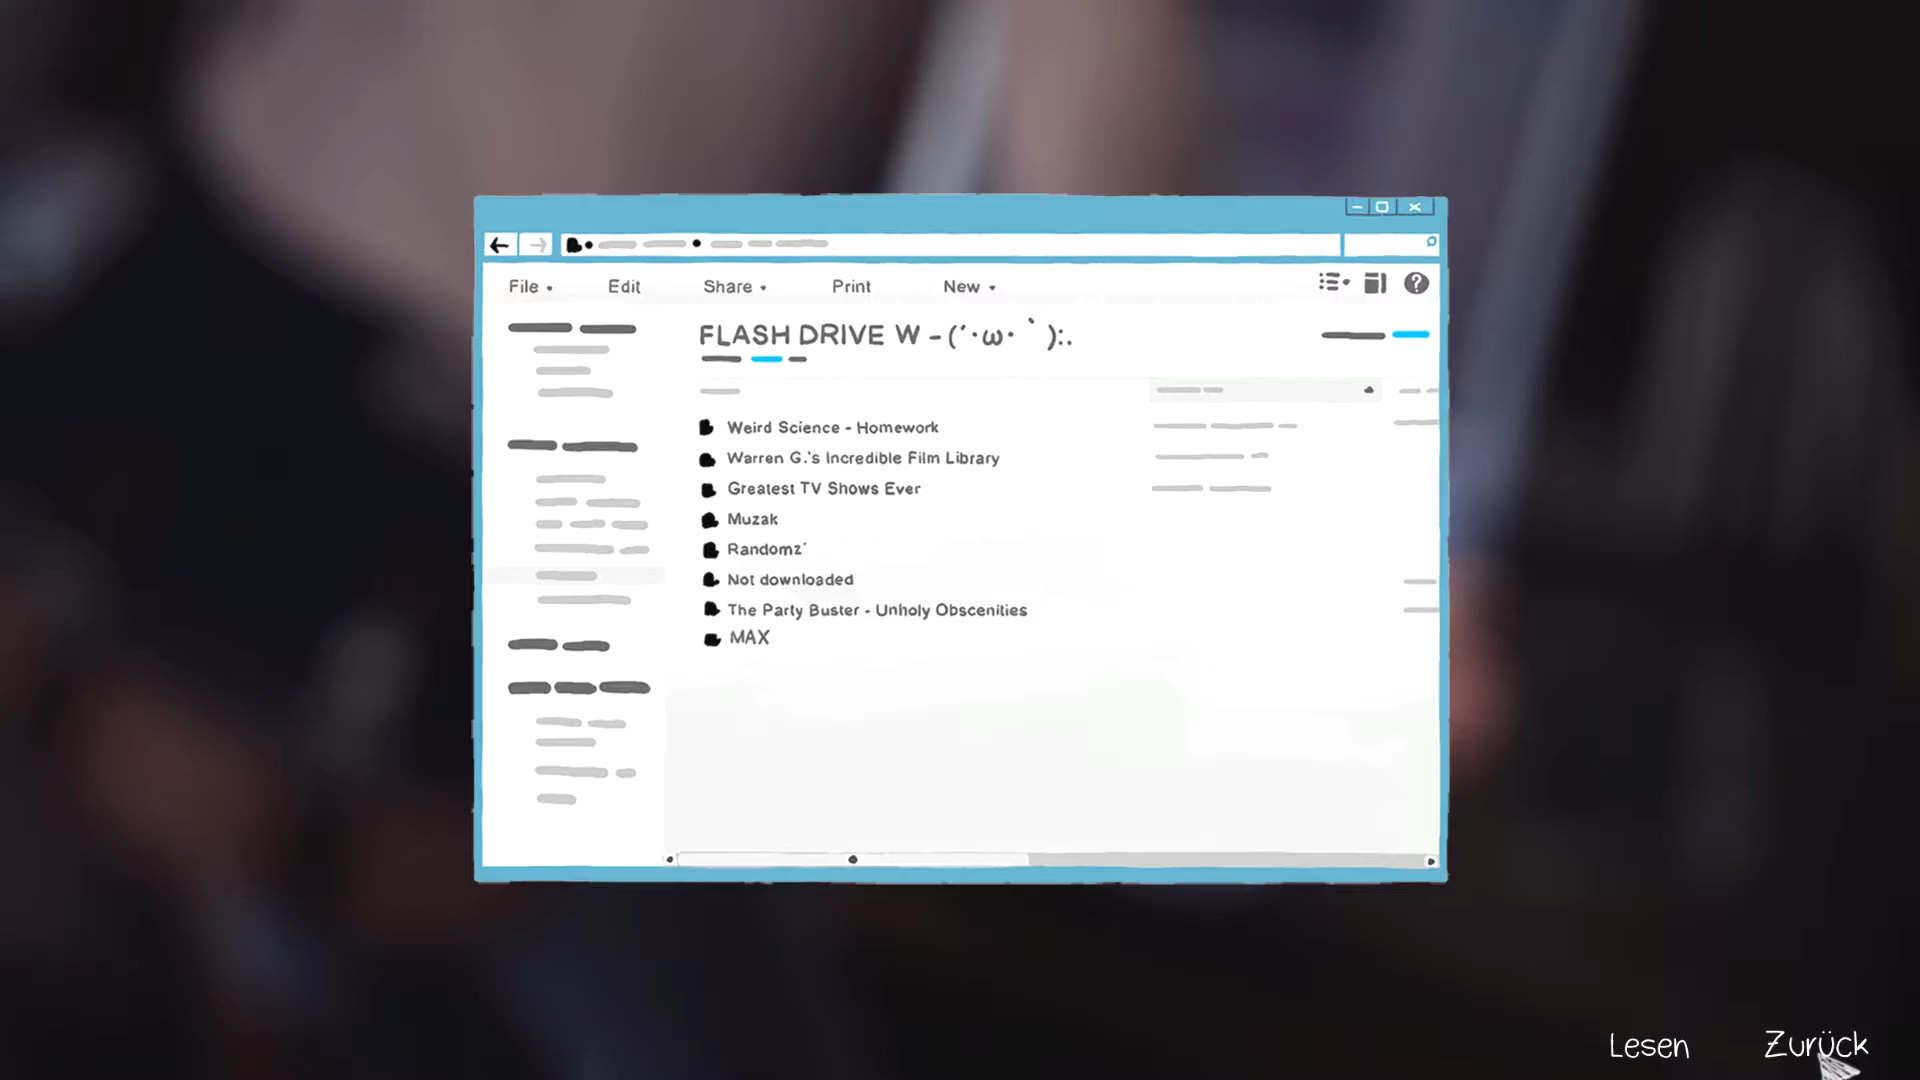 File Edit Share Print New
FLASH DRIVE W - (´･ω･｀):.
Weird Science - Homework
Warren G.'s Incredible Film Library
Greatest TV Shows Ever
Muzak
Randomz'
Not downloaded
The Party Buster - Unholy Obscenities
MAX
Lesen Zurück